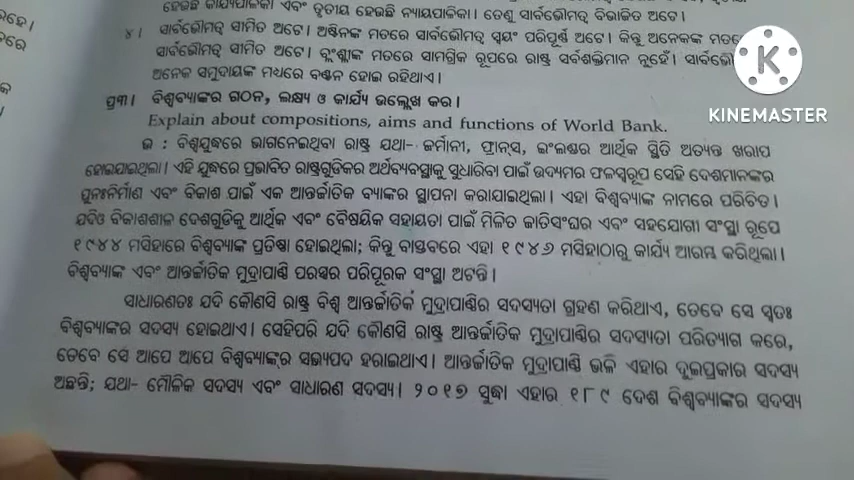 ରହେ।
ହେଉଛି କାର୍ଯ୍ୟପାଳିକା ଏବଂ ତୃତୀୟ ହେଉଛି ନ୍ୟାୟପାଳିକା। ତେଣୁ ସାର୍ବଭୌମତ୍ୱ ବିଭାଜିତ ଅଟେ।
୪। ସାର୍ବଭୌମତ୍ୱ ସୀମିତ ଅଟେ। ଅଷ୍ଟିନଙ୍କ ମତରେ ସାର୍ବଭୌମତ୍ୱ ସ୍ୱୟଂ ପରିପୂର୍ଣ୍ଣ ଅଟେ। କିନ୍ତୁ ଅନେକଙ୍କ
ସାର୍ବଭୌମତ୍ୱ ସୀମିତ ଅଟେ। ବ୍ଲଂଶ୍ଲୀଙ୍କ ମତରେ ସାମଗ୍ରିକ ରୂପରେ ରାଷ୍ଟ୍ର ସର୍ବଶକ୍ତିମାନ ନୁହେଁ।
ଅନେକ ସମୁଦାୟଙ୍କ ମଧ୍ୟରେ ବଣ୍ଟନ ହୋଇ ରହିଥାଏ।
KINEMASTER
ପ୍ର୩। ବିଶ୍ୱବ୍ୟାଙ୍କର ଗଠନ, ଲକ୍ଷ୍ୟ ଓ କାର୍ଯ୍ୟ ଉଲ୍ଲେଖ କର।
Explain about compositions, aims and functions of World Bank.
ଉ : ବିଶ୍ୱଯୁଦ୍ଧରେ ଭାଗନେଇଥିବା ରାଷ୍ଟ୍ର ଯଥା- ଜର୍ମାନୀ, ଫ୍ରାନ୍ସ, ଇଂଲଣ୍ଡର ଆର୍ଥିକ ସ୍ଥିତି ଅତ୍ୟନ୍ତ ଖରାପ
ହୋଇଯାଇଥିଲା। ଏହି ଯୁଦ୍ଧରେ ପ୍ରଭାବିତ ରାଷ୍ଟ୍ରଗୁଡିକର ଅର୍ଥବ୍ୟବସ୍ଥାକୁ ସୁଧାରିବା ପାଇଁ ଉଦ୍ୟମର ଫଳସ୍ୱରୂପ ସେହି ଦେଶମାନଙ୍କର
ପୁନଃନିର୍ମାଣ ଏବଂ ବିକାଶ ପାଇଁ ଏକ ଆନ୍ତର୍ଜାତିକ ବ୍ୟାଙ୍କର ସ୍ଥାପନା କରାଯାଇଥିଲା। ଏହା ବିଶ୍ୱବ୍ୟାଙ୍କ ନାମରେ ପରିଚିତ।
ଯଦିଓ ବିକାଶଶୀଳ ଦେଶଗୁଡିକୁ ଆର୍ଥିକ ଏବଂ ବୈଷୟିକ ସହାୟତା ପାଇଁ ମିଳିତ ଜାତିସଂଘର ଏବଂ ସହଯୋଗୀ ସଂସ୍ଥା ରୂପେ
୧୯୪୪ ମସିହାରେ ବିଶ୍ୱବ୍ୟାଙ୍କ ପ୍ରତିଷ୍ଠା ହୋଇଥିଲା; କିନ୍ତୁ ବାସ୍ତବରେ ଏହା ୧୯୪୬ ମସିହାଠାରୁ କାର୍ଯ୍ୟ ଆରମ୍ଭ କରିଥିଲା।
ବିଶ୍ୱବ୍ୟାଙ୍କ ଏବଂ ଆନ୍ତର୍ଜାତିକ ମୁଦ୍ରାପାଣ୍ଠି ପରସ୍ପର ପରିପୂରକ ସଂସ୍ଥା ଅଟନ୍ତି।
ସାଧାରଣତଃ ଯଦି କୌଣସି ରାଷ୍ଟ୍ର ବିଶ୍ୱ ଆନ୍ତର୍ଜାତିକ ମୁଦ୍ରାପାଣ୍ଠିର ସଦସ୍ୟତା ଗ୍ରହଣ କରିଥାଏ, ତେବେ ସେ ସ୍ୱତଃ
ବିଶ୍ୱବ୍ୟାଙ୍କର ସଦସ୍ୟ ହୋଇଥାଏ। ସେହିପରି ଯଦି କୌଣସି ରାଷ୍ଟ୍ର ଆନ୍ତର୍ଜାତିକ ମୁଦ୍ରାପାଣ୍ଠିର ସଦସ୍ୟତା ପରିତ୍ୟାଗ କରେ,
ତେବେ ସେ ଆପେ ଆପେ ବିଶ୍ୱବ୍ୟାଙ୍କ୍ର ସଭ୍ୟପଦ ହରାଇଥାଏ। ଆନ୍ତର୍ଜାତିକ ମୁଦ୍ରାପାଣ୍ଠି ଭଳି ଏହାର ଦୁଇପ୍ରକାର ସଦସ୍ୟ
ଅଛନ୍ତି; ଯଥା- ମୌଳିକ ସଦସ୍ୟ ଏବଂ ସାଧାରଣ ସଦସ୍ୟ। ୨୦୧୭ ସୁଦ୍ଧା ଏହାର ୧୮୯ ଦେଶ ବିଶ୍ୱବ୍ୟାଙ୍କର ସଦସ୍ୟ